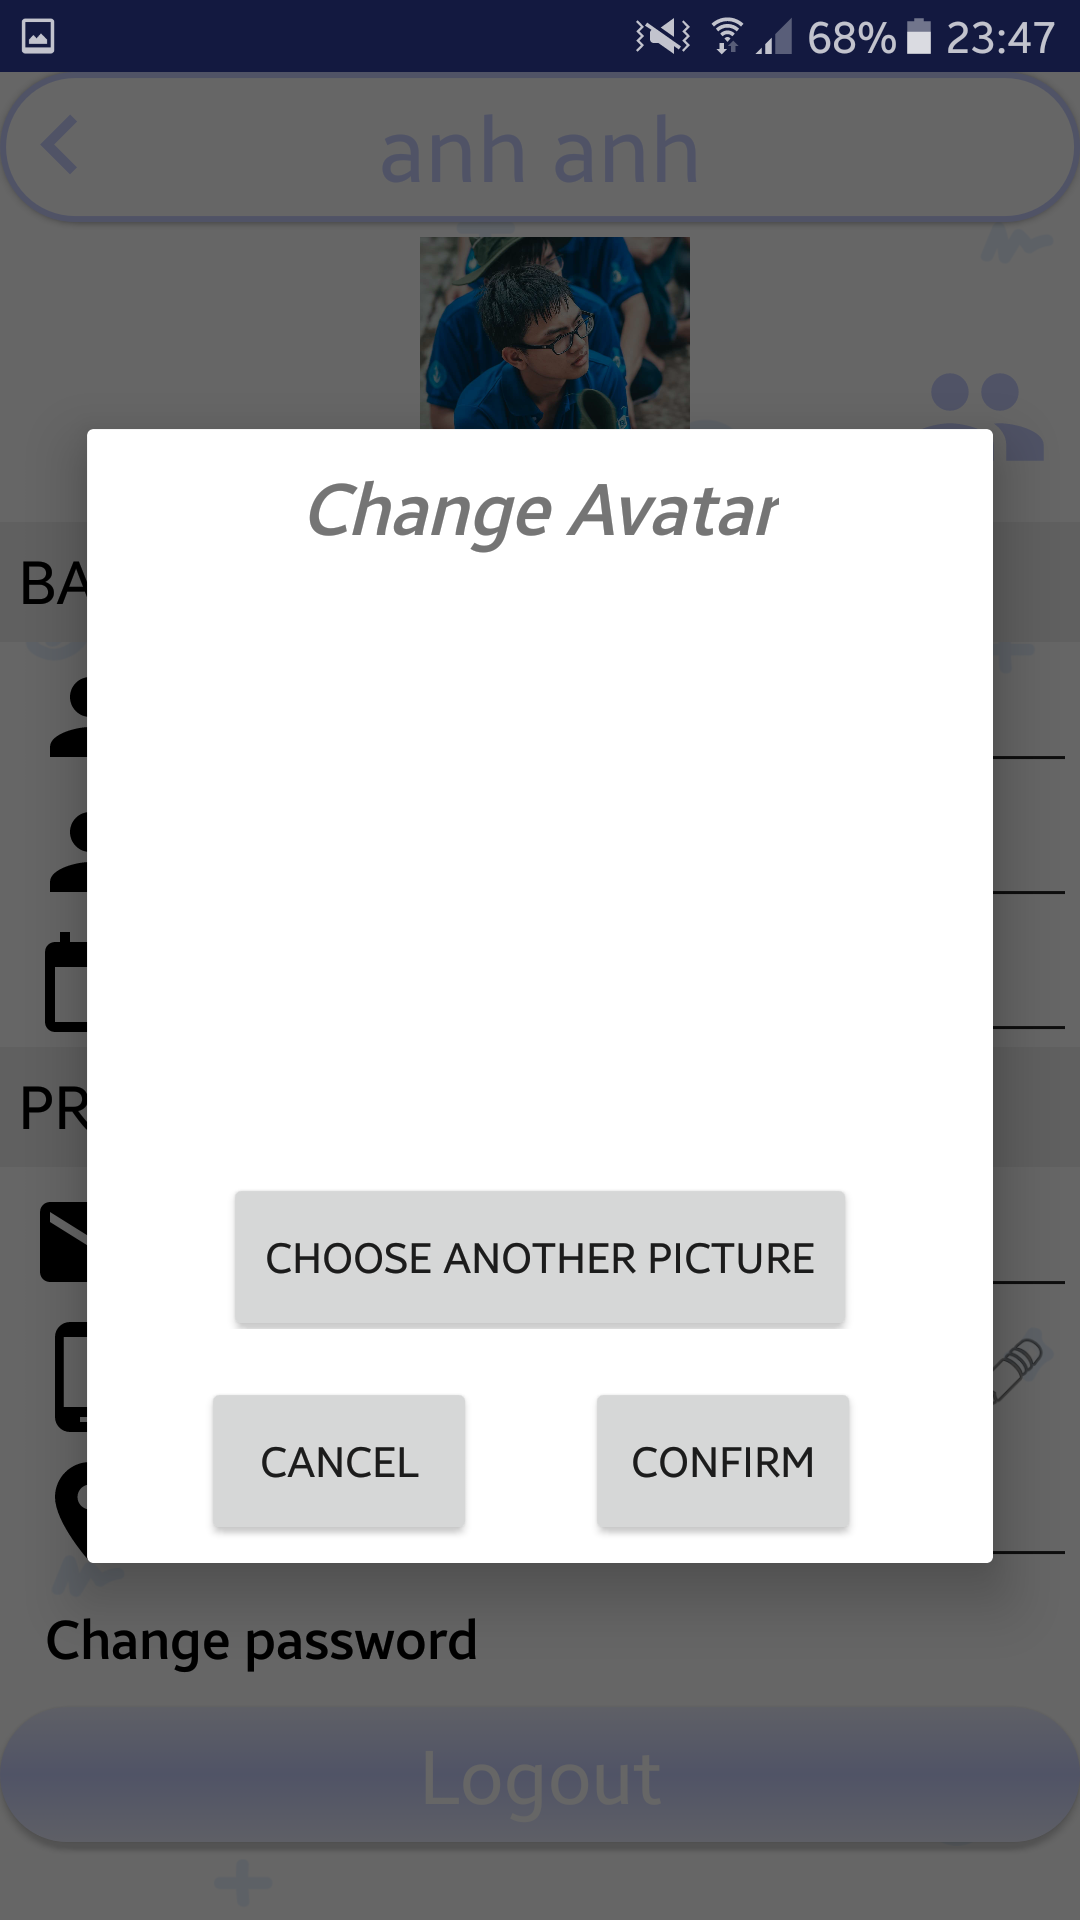 68% 23:47
anh anh
Change Avatar
BA
PR
CHOOSE ANOTHER PICTURE
CANCEL CONFIRM
Change password
Logout